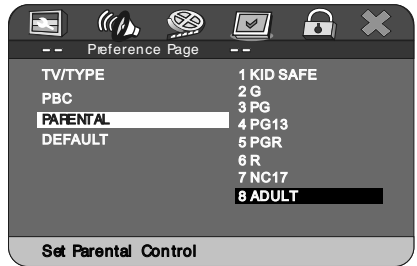 -- Preference Page --
TV/TYPE
PBC
PARENTAL
DEFAULT
1 KID SAFE
2 G
3 PG
4 PG13
5 PGR
6 R
7 NC17
8 ADULT
Set Parental Control